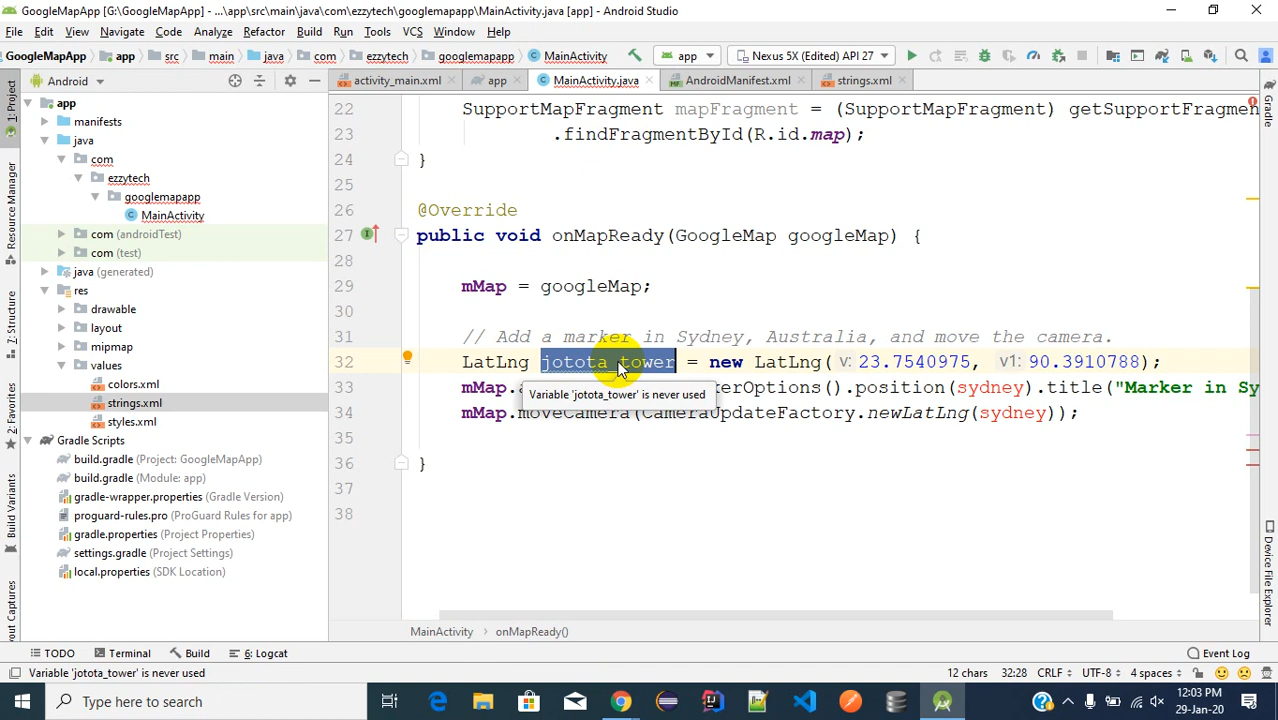 GoogleMapApp [G:\GoogleMapApp] - ...\app\src\main\java\com\ezzytech\googlemapapp\MainActivity.java [app] - Android Studio
File Edit View Navigate Code Analyze Refactor Build Run Tools VCS Window Help
GoogleMapApp app src main java com ezzytech googlemapapp MainActivity app Nexus 5X (Edited) API 27
Android activity_main.xml app MainActivity.java AndroidManifest.xml strings.xml
1: Project
Resource Manager
7: Structure
2: Favorites
Build Variants
Layout Captures
app
manifests
java
com
ezzytech
googlemapapp
MainActivity
com (androidTest)
com (test)
java (generated)
res
drawable
layout
mipmap
values
colors.xml
strings.xml
styles.xml
Gradle Scripts
build.gradle (Project: GoogleMapApp)
build.gradle (Module: app)
gradle-wrapper.properties (Gradle Version)
proguard-rules.pro (ProGuard Rules for app)
gradle.properties (Project Properties)
settings.gradle (Project Settings)
local.properties (SDK Location)
22 SupportMapFragment mapFragment = (SupportMapFragment) getSupportFragmen
23 .findFragmentById(R.id.map);
24 }
25
26 @Override
27 public void onMapReady(GoogleMap googleMap) {
28
29 mMap = googleMap;
30
31 // Add a marker in Sydney, Australia, and move the camera.
32 LatLng jotota_tower = new LatLng( v: 23.7540975, v1: 90.3910788);
33 mMap.a erOptions().position(sydney).title("Marker in Sy
Variable 'jotota_tower' is never used
34 mMap.moveCamera(CameraUpdateFactory.newLatLng(sydney));
35
36 }
37
38
Gradle
Device File Explorer
MainActivity › onMapReady()
TODO Terminal Build 6: Logcat Event Log
Variable 'jotota_tower' is never used 12 chars 32:28 CRLF UTF-8 4 spaces
Type here to search
12:03 PM
29-Jan-20